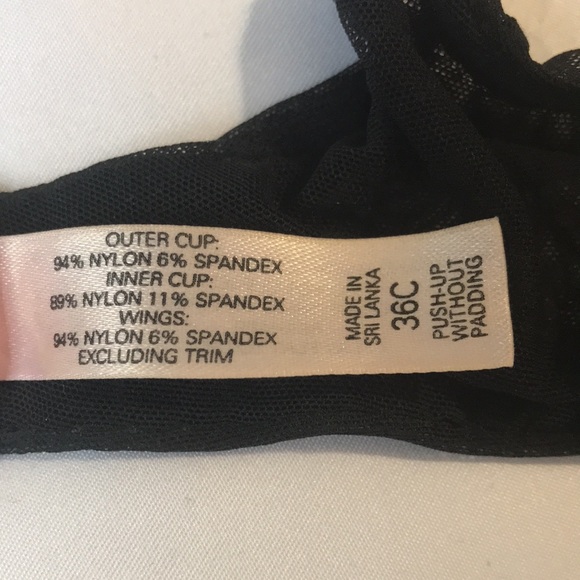 OUTER CUP:
94% NYLON 6% SPANDEX
INNER CUP:
89% NYLON 11% SPANDEX
WINGS:
94% NYLON 6% SPANDEX
EXCLUDING TRIM
MADE IN
SRI LANKA
36C
PUSH-UP
WITHOUT
PADDING